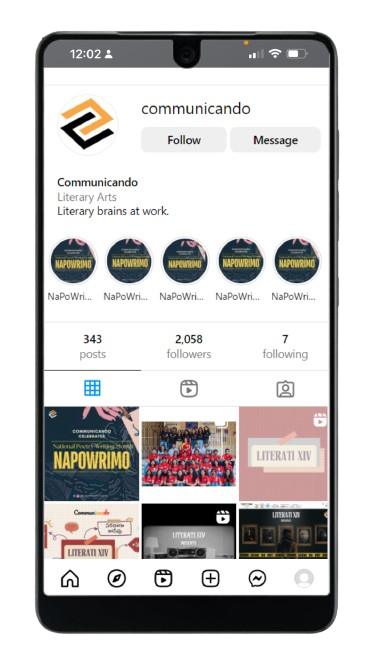 12:02
communicando
Follow
Message
Communicando
Literary Arts
Literary brains at work.
NAPOWRIMO NAPOWRIMO NAPOWRIMO NAPOWRIMO NAPOWRIMO
NaPoWri... NaPoWri... NaPoWri... NaPoWri... NaPoWri...
343 2,058 7
posts followers following
COMMUNICANDO
CELEBRATES
National Poetry Writing Month
NAPOWRIMO
LITERATI XIV
Communicando
LITERATI XIV
LITERATI XIV
PRESENTS
LITERATI XIV